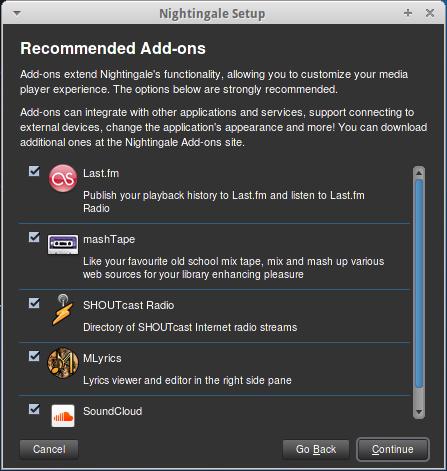 Nightingale Setup
Recommended Add-ons
Add-ons extend Nightingale's functionality, allowing you to customize your media
player experience. The options below are strongly recommended.
Add-ons can integrate with other applications and services, support connecting to
external devices, change the application's appearance and more! You can download
additional ones at the Nightingale Add-ons site.
Last.fm
Publish your playback history to Last.fm and listen to Last.fm
Radio
mashTape
Like your favourite old school mix tape, mix and mash up various
web sources for your library enhancing pleasure
SHOUTcast Radio
Directory of SHOUTcast Internet radio streams
MLyrics
Lyrics viewer and editor in the right side pane
SoundCloud
Cancel
Go Back
Continue